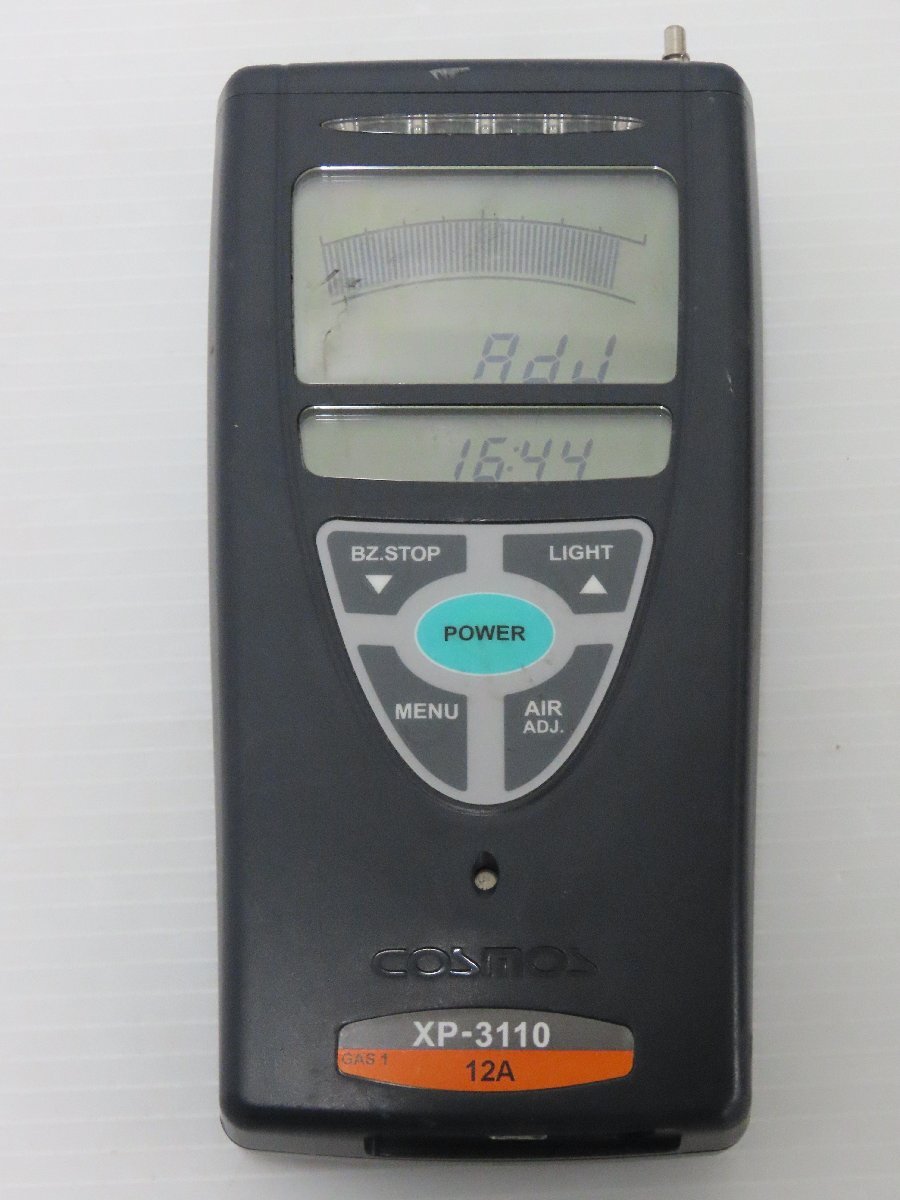 Adj
16:44
BZ.STOP
LIGHT
POWER
MENU
AIR
ADJ.
COSMOS
XP-3110
GAS 1
12A